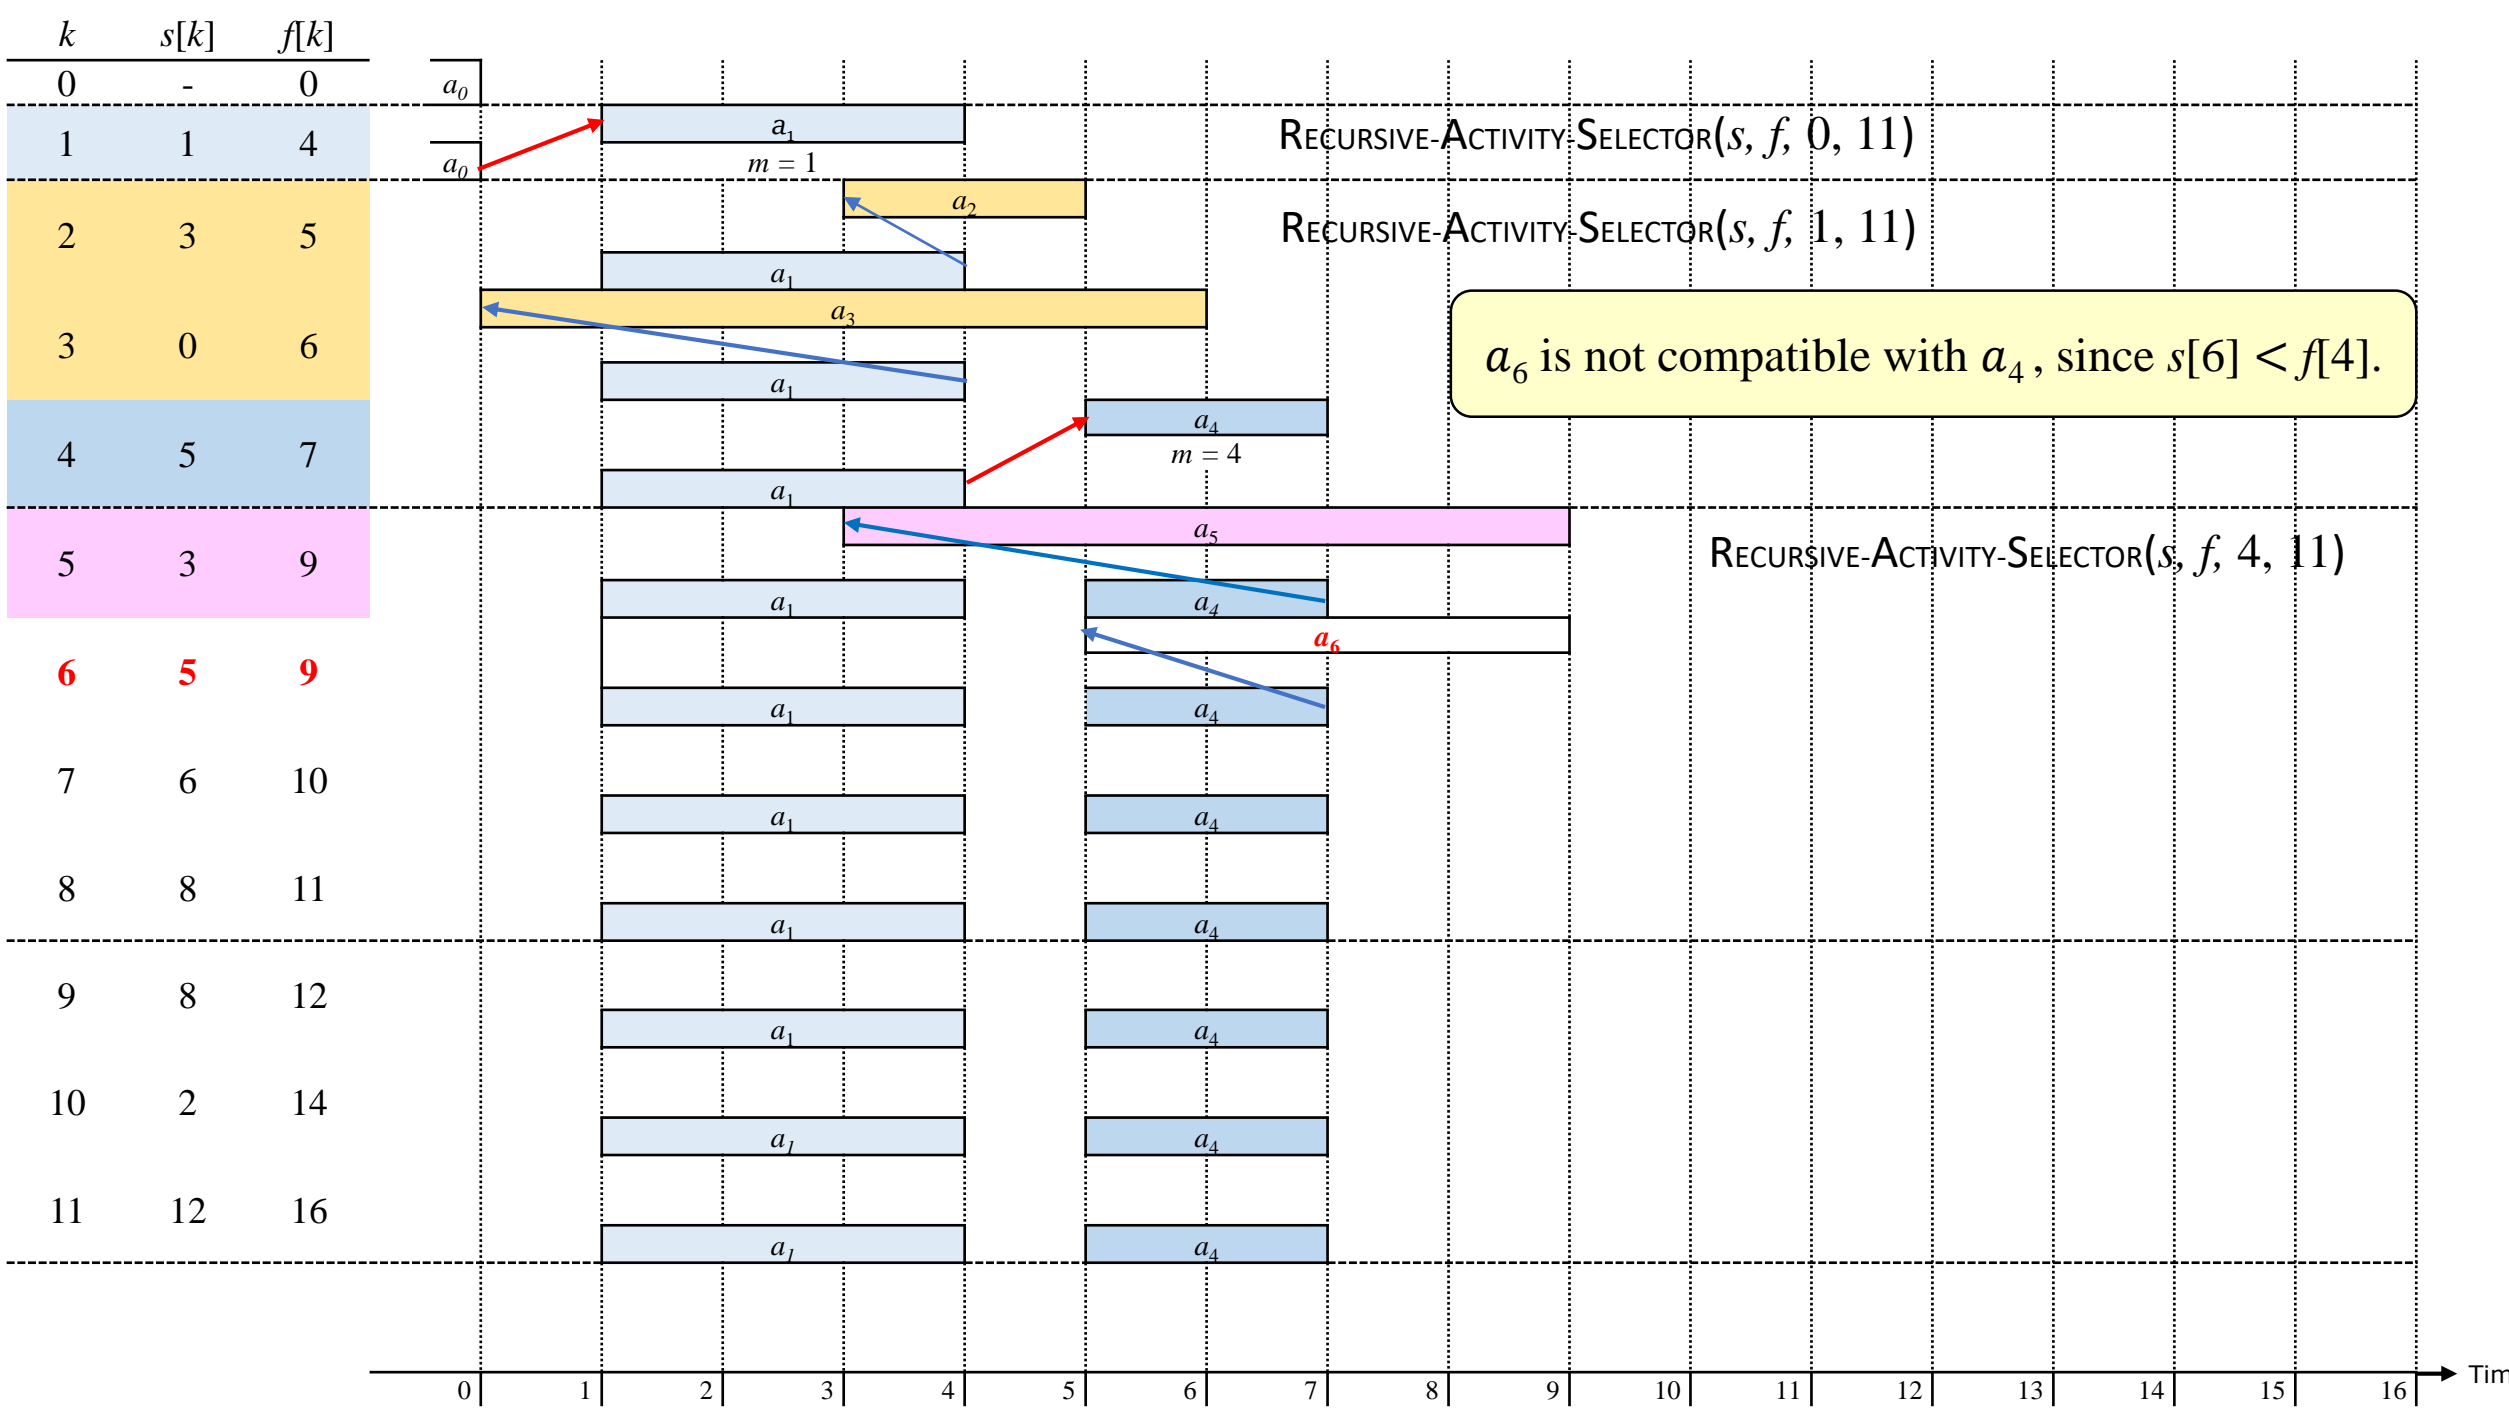 k s[k] f[k]
0 - 0 a0
a1
1 1 4 RECURSIVE-ACTIVITY-SELECTOR(s, f, 0, 11)
a0 m = 1
a2
2 3 5 RECURSIVE-ACTIVITY-SELECTOR(s, f, 1, 11)
a1
a3
3 0 6 a6 is not compatible with a4 , since s[6] < f[4].
a1
a4
4 5 7 m = 4
a1
a5
5 3 9 RECURSIVE-ACTIVITY-SELECTOR(s, f, 4, 11)
a1 a4
a6
6 5 9
a1 a4
7 6 10
a1 a4
8 8 11
a1 a4
9 8 12
a1 a4
10 2 14
a1 a4
11 12 16
a1 a4
0 1 2 3 4 5 6 7 8 9 10 11 12 13 14 15 16 Tim